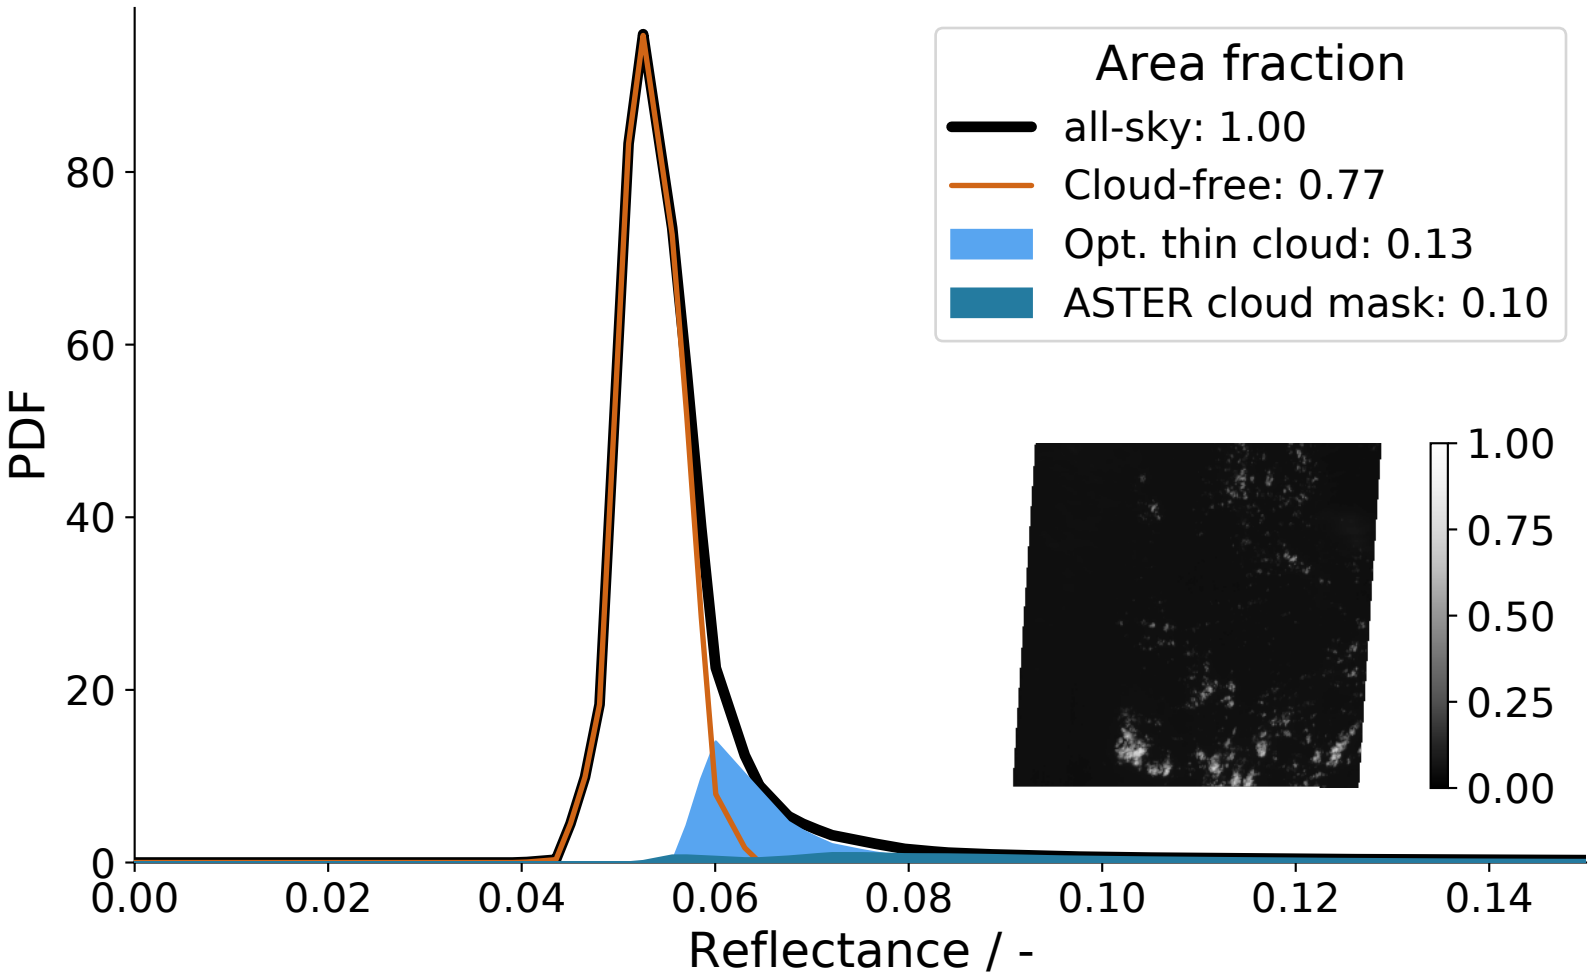 Area fraction
all-sky: 1.00
Cloud-free: 0.77
Opt. thin cloud: 0.13
ASTER cloud mask: 0.10
PDF
80
60
40
20
0
0.00 0.02 0.04 0.06 0.08 0.10 0.12 0.14
Reflectance / -
1.00
0.75
0.50
0.25
0.00